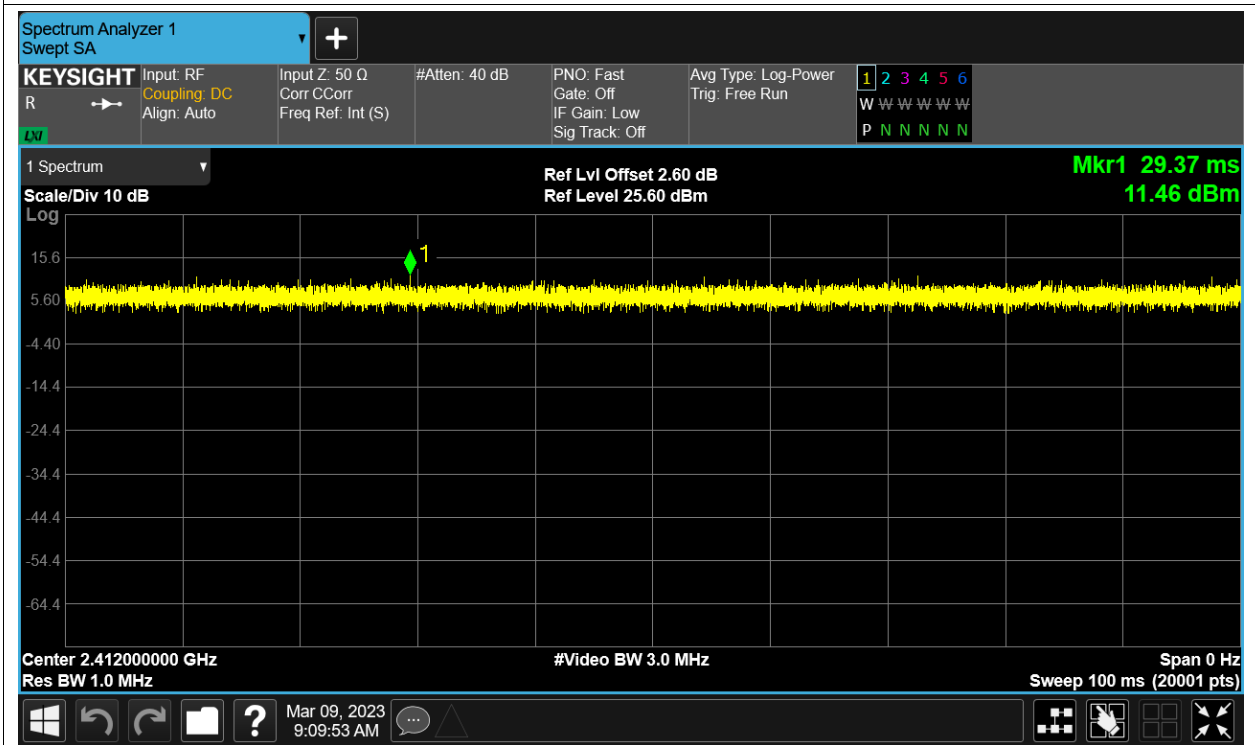 Spectrum Analyzer 1
Swept SA
KEYSIGHT
R
LXI
Input: RF
Coupling: DC
Align: Auto
Input Z: 50 Ω
Corr CCorr
Freq Ref: Int (S)
#Atten: 40 dB
PNO: Fast
Gate: Off
IF Gain: Low
Sig Track: Off
Avg Type: Log-Power
Trig: Free Run
1 2 3 4 5 6
W W W W W W
P N N N N N
1 Spectrum
Scale/Div 10 dB
Log
Ref Lvl Offset 2.60 dB
Ref Level 25.60 dBm
Mkr1 29.37 ms
11.46 dBm
1
15.6
5.60
-4.40
-14.4
-24.4
-34.4
-44.4
-54.4
-64.4
Center 2.412000000 GHz
Res BW 1.0 MHz
#Video BW 3.0 MHz
Span 0 Hz
Sweep 100 ms (20001 pts)
?
Mar 09, 2023
9:09:53 AM